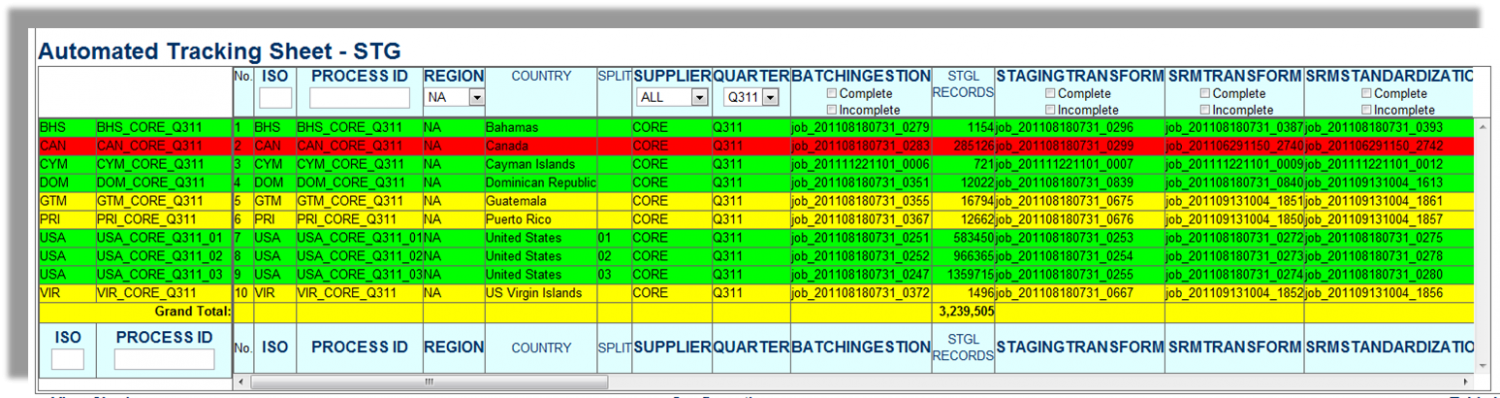 Automated Tracking Sheet - STG
No. ISO PROCESS ID REGION COUNTRY SPLIT SUPPLIER QUARTER BATCHINGESTION STGL RECORDS STAGINGTRANSFORM SRMTRANSFORM SRMSTANDARDIZATIO
NA ALL Q311 Complete Complete Complete Complete
Incomplete Incomplete Incomplete Incomplete
BHS BHS_CORE_Q311 1 BHS BHS_CORE_Q311 NA Bahamas CORE Q311 job_201108180731_0279 1154 job_201108180731_0296 job_201108180731_0387 job_201108180731_0393
CAN CAN_CORE_Q311 2 CAN CAN_CORE_Q311 NA Canada CORE Q311 job_201108180731_0283 285126 job_201108180731_0299 job_201106291150_2740 job_201106291150_2742
CYM CYM_CORE_Q311 3 CYM CYM_CORE_Q311 NA Cayman Islands CORE Q311 job_201111221101_0006 721 job_201111221101_0007 job_201111221101_0009 job_201111221101_0012
DOM DOM_CORE_Q311 4 DOM DOM_CORE_Q311 NA Dominican Republic CORE Q311 job_201108180731_0351 12022 job_201108180731_0839 job_201108180731_0840 job_201109131004_1613
GTM GTM_CORE_Q311 5 GTM GTM_CORE_Q311 NA Guatemala CORE Q311 job_201108180731_0355 16794 job_201108180731_0675 job_201109131004_1851 job_201109131004_1861
PRI PRI_CORE_Q311 6 PRI PRI_CORE_Q311 NA Puerto Rico CORE Q311 job_201108180731_0367 12662 job_201108180731_0676 job_201109131004_1850 job_201109131004_1857
USA USA_CORE_Q311_01 7 USA USA_CORE_Q311_01 NA United States 01 CORE Q311 job_201108180731_0251 583450 job_201108180731_0253 job_201108180731_0272 job_201108180731_0275
USA USA_CORE_Q311_02 8 USA USA_CORE_Q311_02 NA United States 02 CORE Q311 job_201108180731_0252 966365 job_201108180731_0254 job_201108180731_0273 job_201108180731_0278
USA USA_CORE_Q311_03 9 USA USA_CORE_Q311_03 NA United States 03 CORE Q311 job_201108180731_0247 1359715 job_201108180731_0255 job_201108180731_0274 job_201108180731_0280
VIR VIR_CORE_Q311 10 VIR VIR_CORE_Q311 NA US Virgin Islands CORE Q311 job_201108180731_0372 1496 job_201108180731_0667 job_201109131004_1852 job_201109131004_1856
Grand Total: 3,239,505
ISO PROCESS ID No. ISO PROCESS ID REGION COUNTRY SPLIT SUPPLIER QUARTER BATCHINGESTION STGL RECORDS STAGINGTRANSFORM SRMTRANSFORM SRMSTANDARDIZATIO